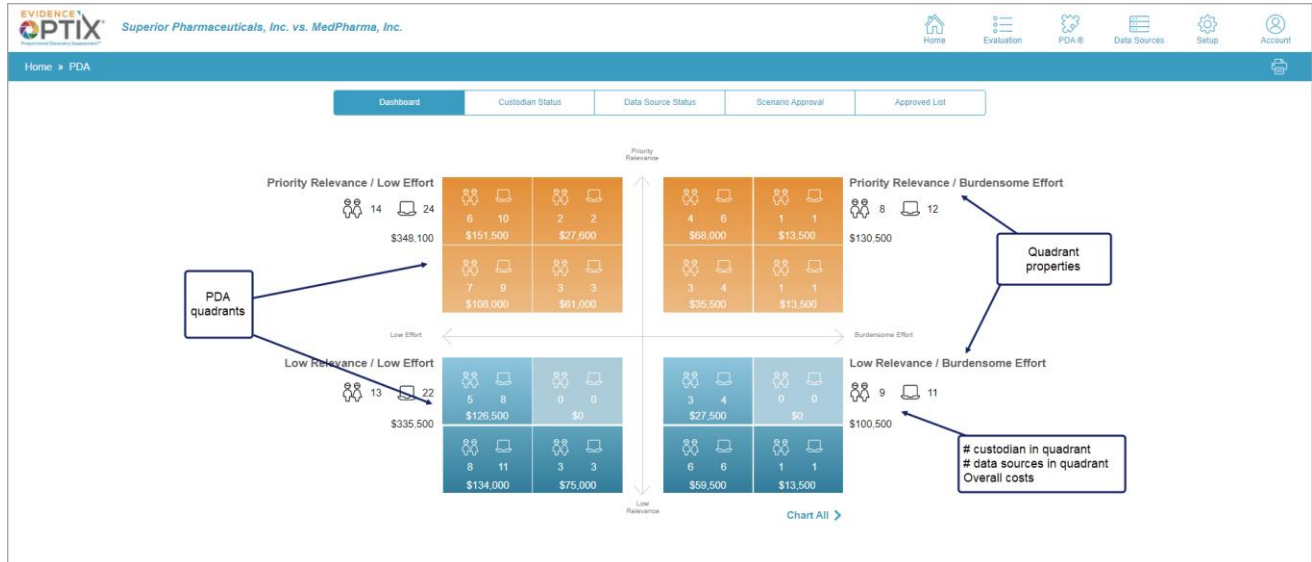 EVIDENCE
OPTIX
Proportional Discovery Assessment
Superior Pharmaceuticals, Inc. vs. MedPharma, Inc.
Home
Evaluation
PDA ®
Data Sources
Setup
Account
Home » PDA
Dashboard
Custodian Status
Data Source Status
Scenario Approval
Approved List
Priority
Relevance
Priority Relevance / Low Effort
14 24
$348,100
6 10
$151,500
2 2
$27,600
7 9
$108,000
3 3
$61,000
4 6
$68,000
1 1
$13,500
3 4
$35,500
1 1
$13,500
Priority Relevance / Burdensome Effort
8 12
$130,500
Quadrant
properties
PDA
quadrants
Low Effort
Burdensome Effort
Low Relevance / Low Effort
13 22
$335,500
5 8
$126,500
0 0
$0
8 11
$134,000
3 3
$75,000
3 4
$27,500
0 0
$0
6 6
$59,500
1 1
$13,500
Low Relevance / Burdensome Effort
9 11
$100,500
# custodian in quadrant
# data sources in quadrant
Overall costs
Low
Relevance
Chart All